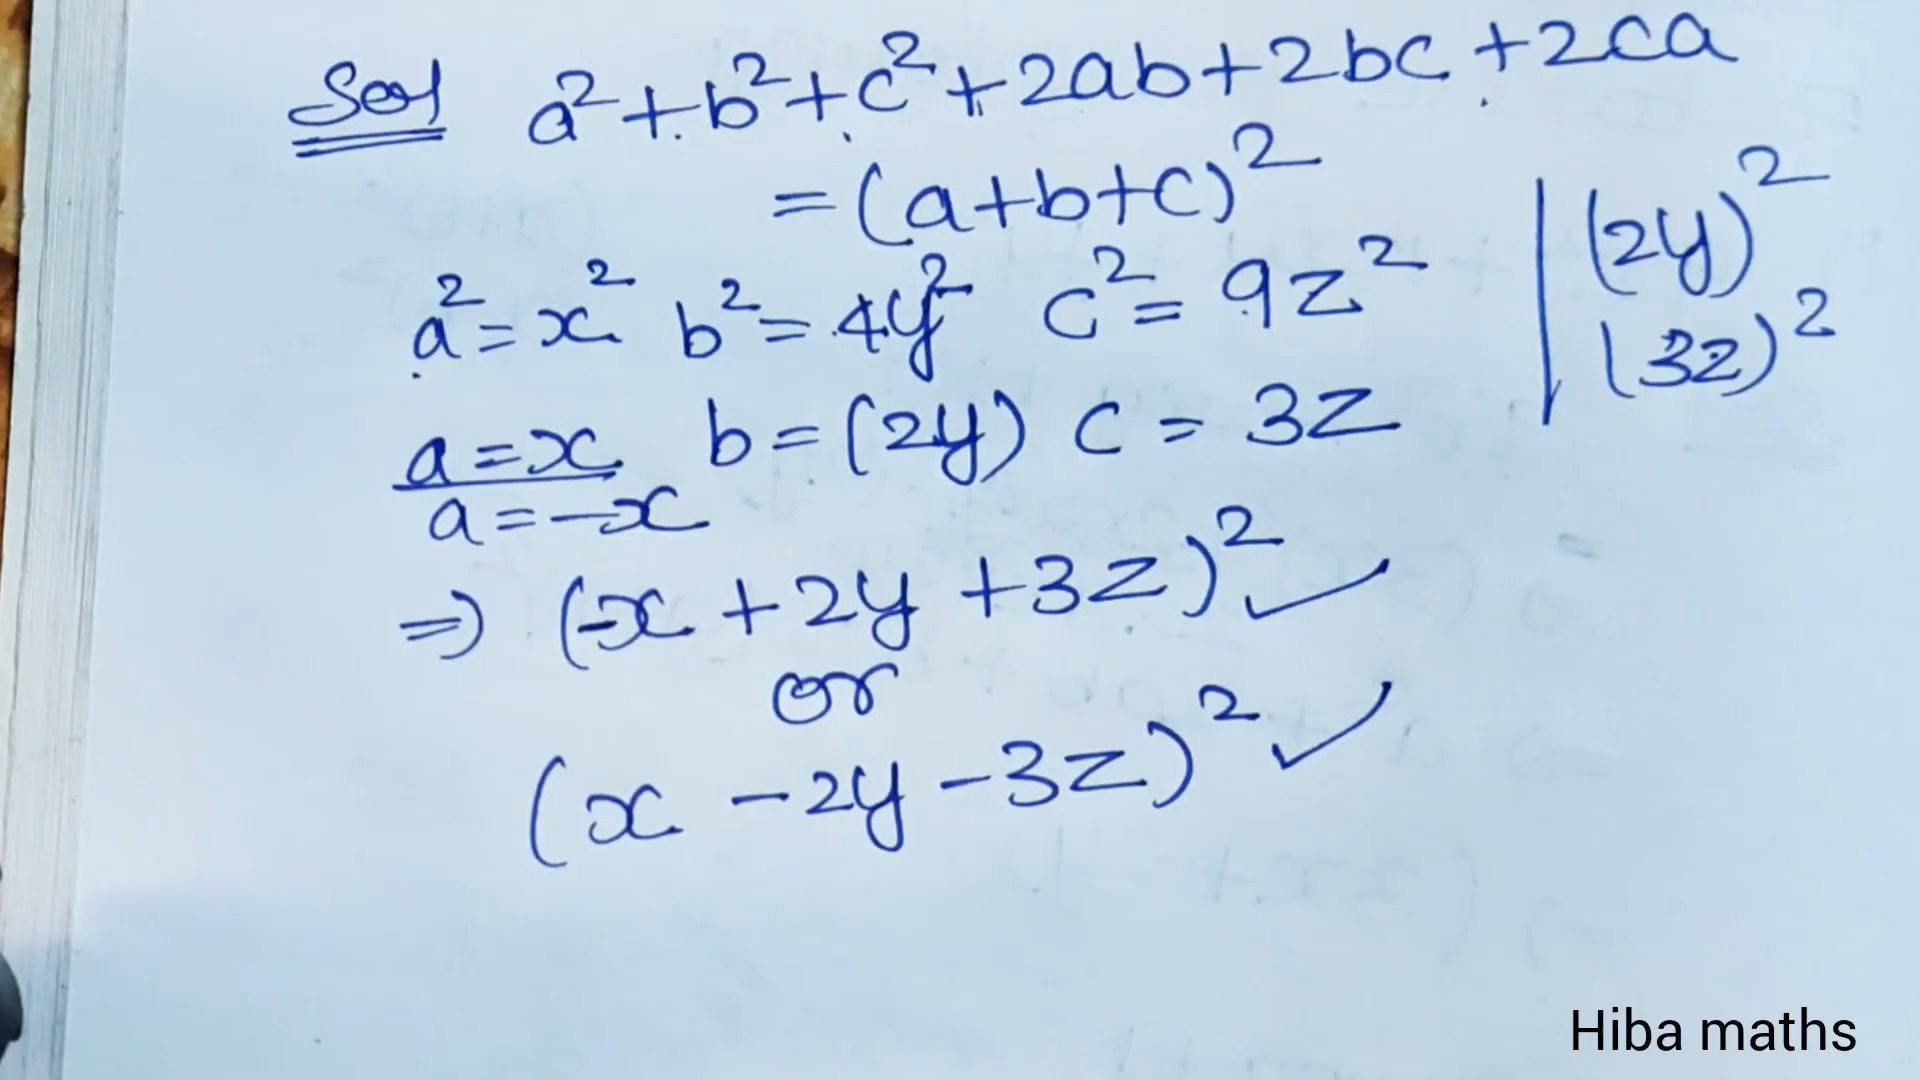 Sol a²+b²+c²+2ab+2bc+2ca
=(a+b+c)²
a²=x² b²=4y² c²=9z²
(2y)²
(3z)²
a=x b=(2y) c=3z
a=-x
⇒ (-x+2y+3z)² ✓
or
(x-2y-3z)² ✓
Hiba maths